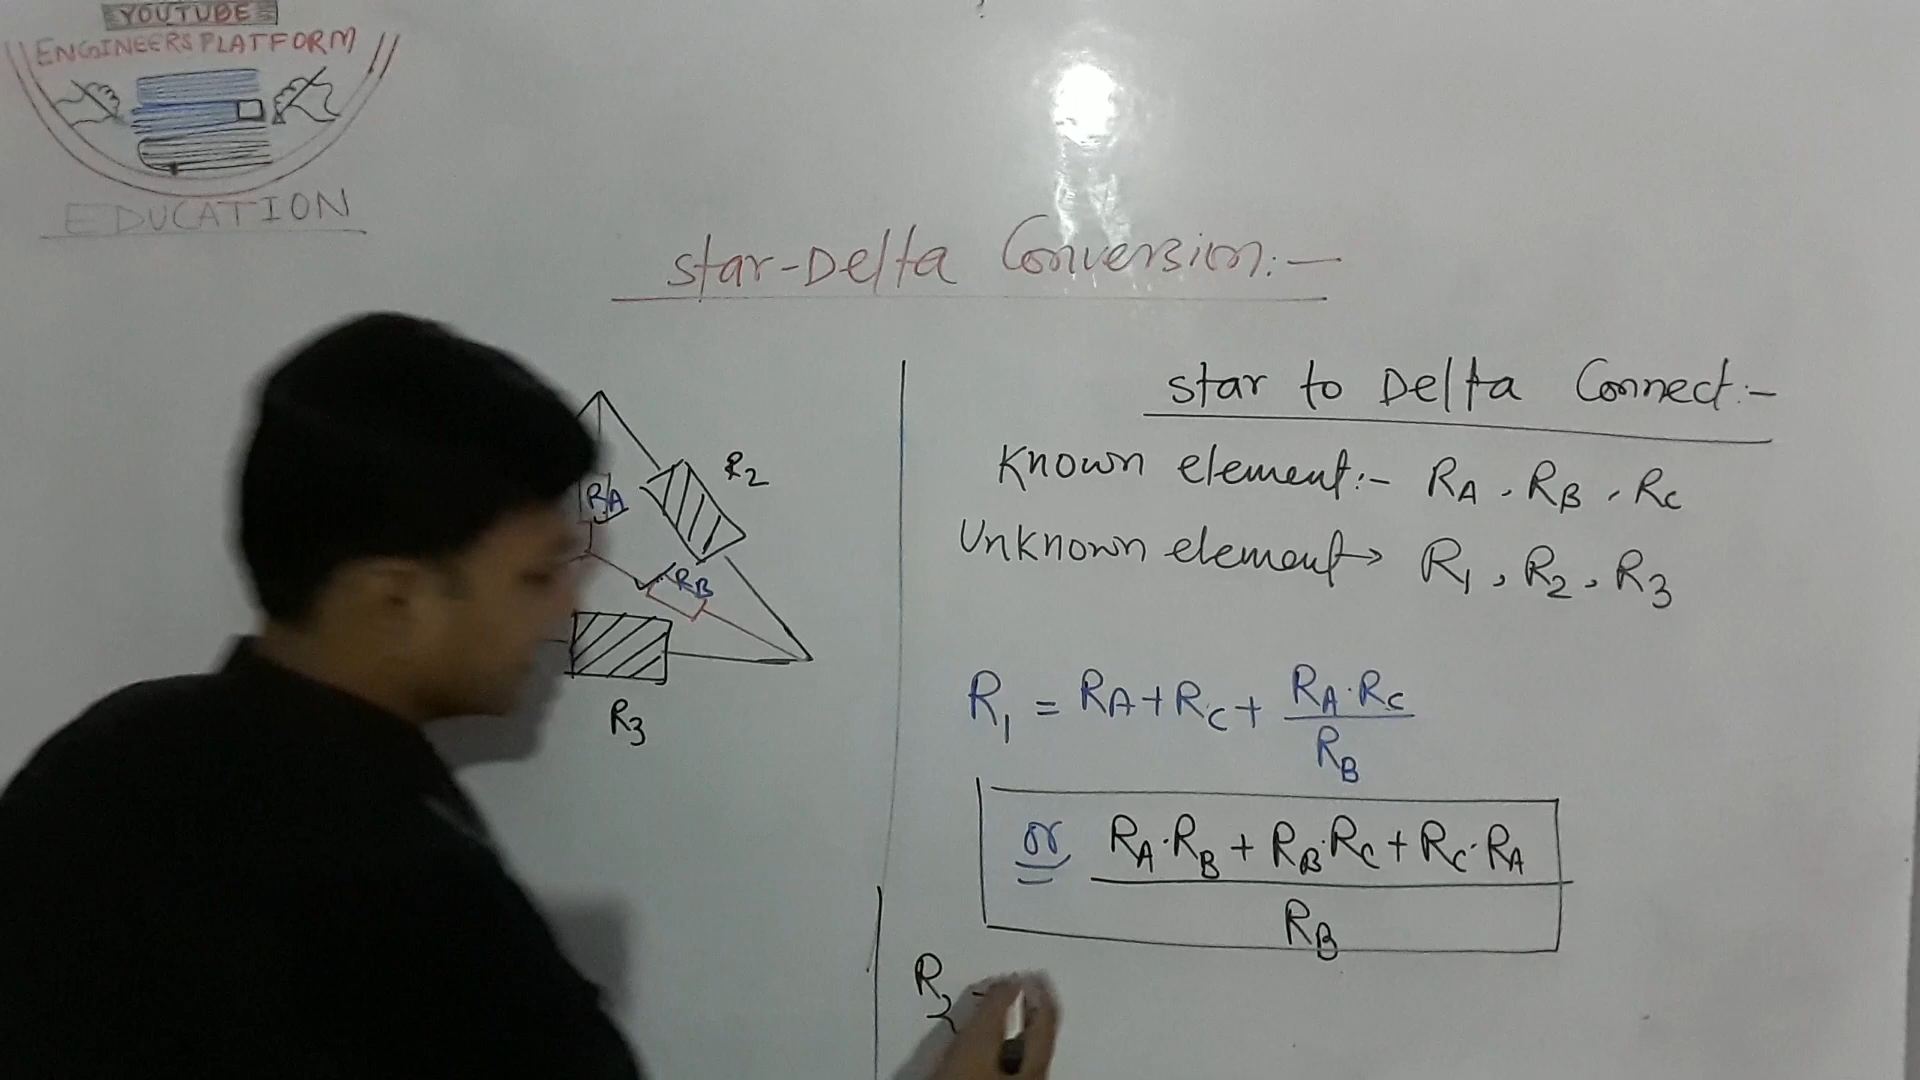 YOUTUBE
ENGINEERS PLATFORM
EDUCATION
Star-Delta Conversion:-
Star to Delta Connect:-
Known element:- RA, RB, RC
Unknown element→ R1, R2, R3
R2
RA
RB
R3
R1 = RA+RC+ RA·RC
RB
or RA·RB + RB·RC + RC·RA
RB
R2 -